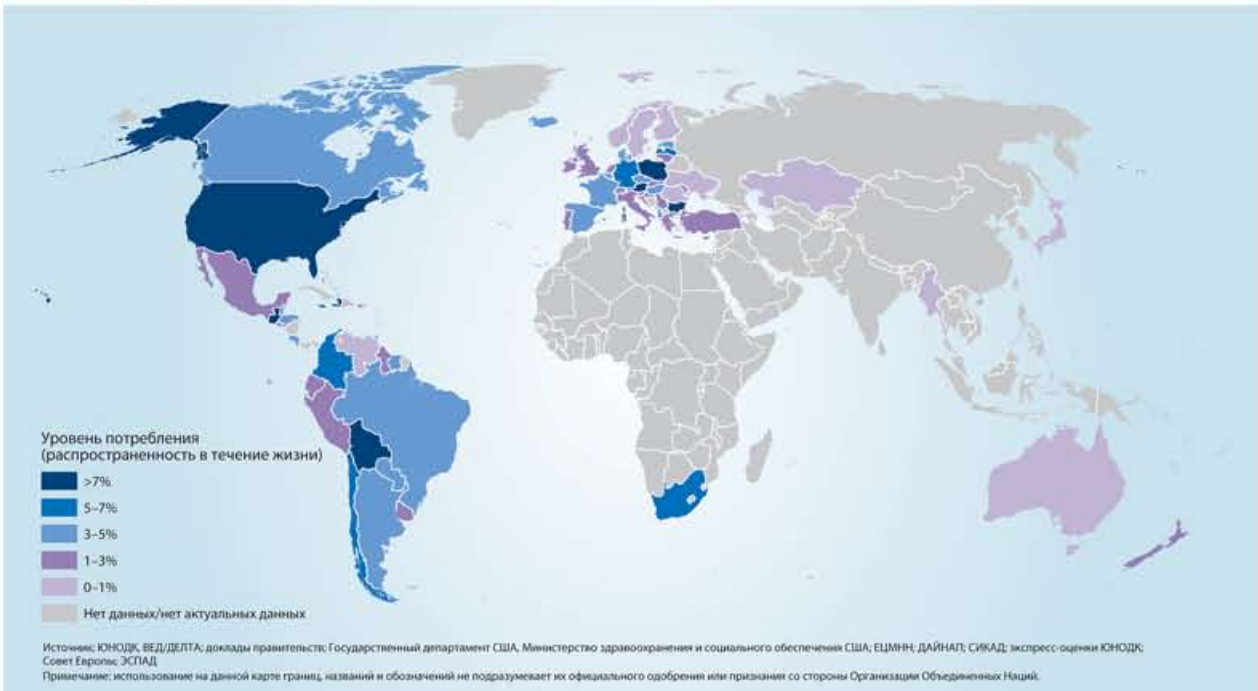 Уровень потребления
(распространенность в течение жизни)
>7%
5–7%
3–5%
1–3%
0–1%
Нет данных/нет актуальных данных
Источник: ЮНОДК, ВЕД/ДЕЛТА; доклады правительств; Государственный департамент США, Министерство здравоохранения и социального обеспечения США; ЕЦМНН; ДАЙНАП; СИКАД; экспресс-оценки ЮНОДК;
Совет Европы; ЭСПАД
Примечание: использование на данной карте границ, названий и обозначений не подразумевает их официального одобрения или признания со стороны Организации Объединенных Наций.